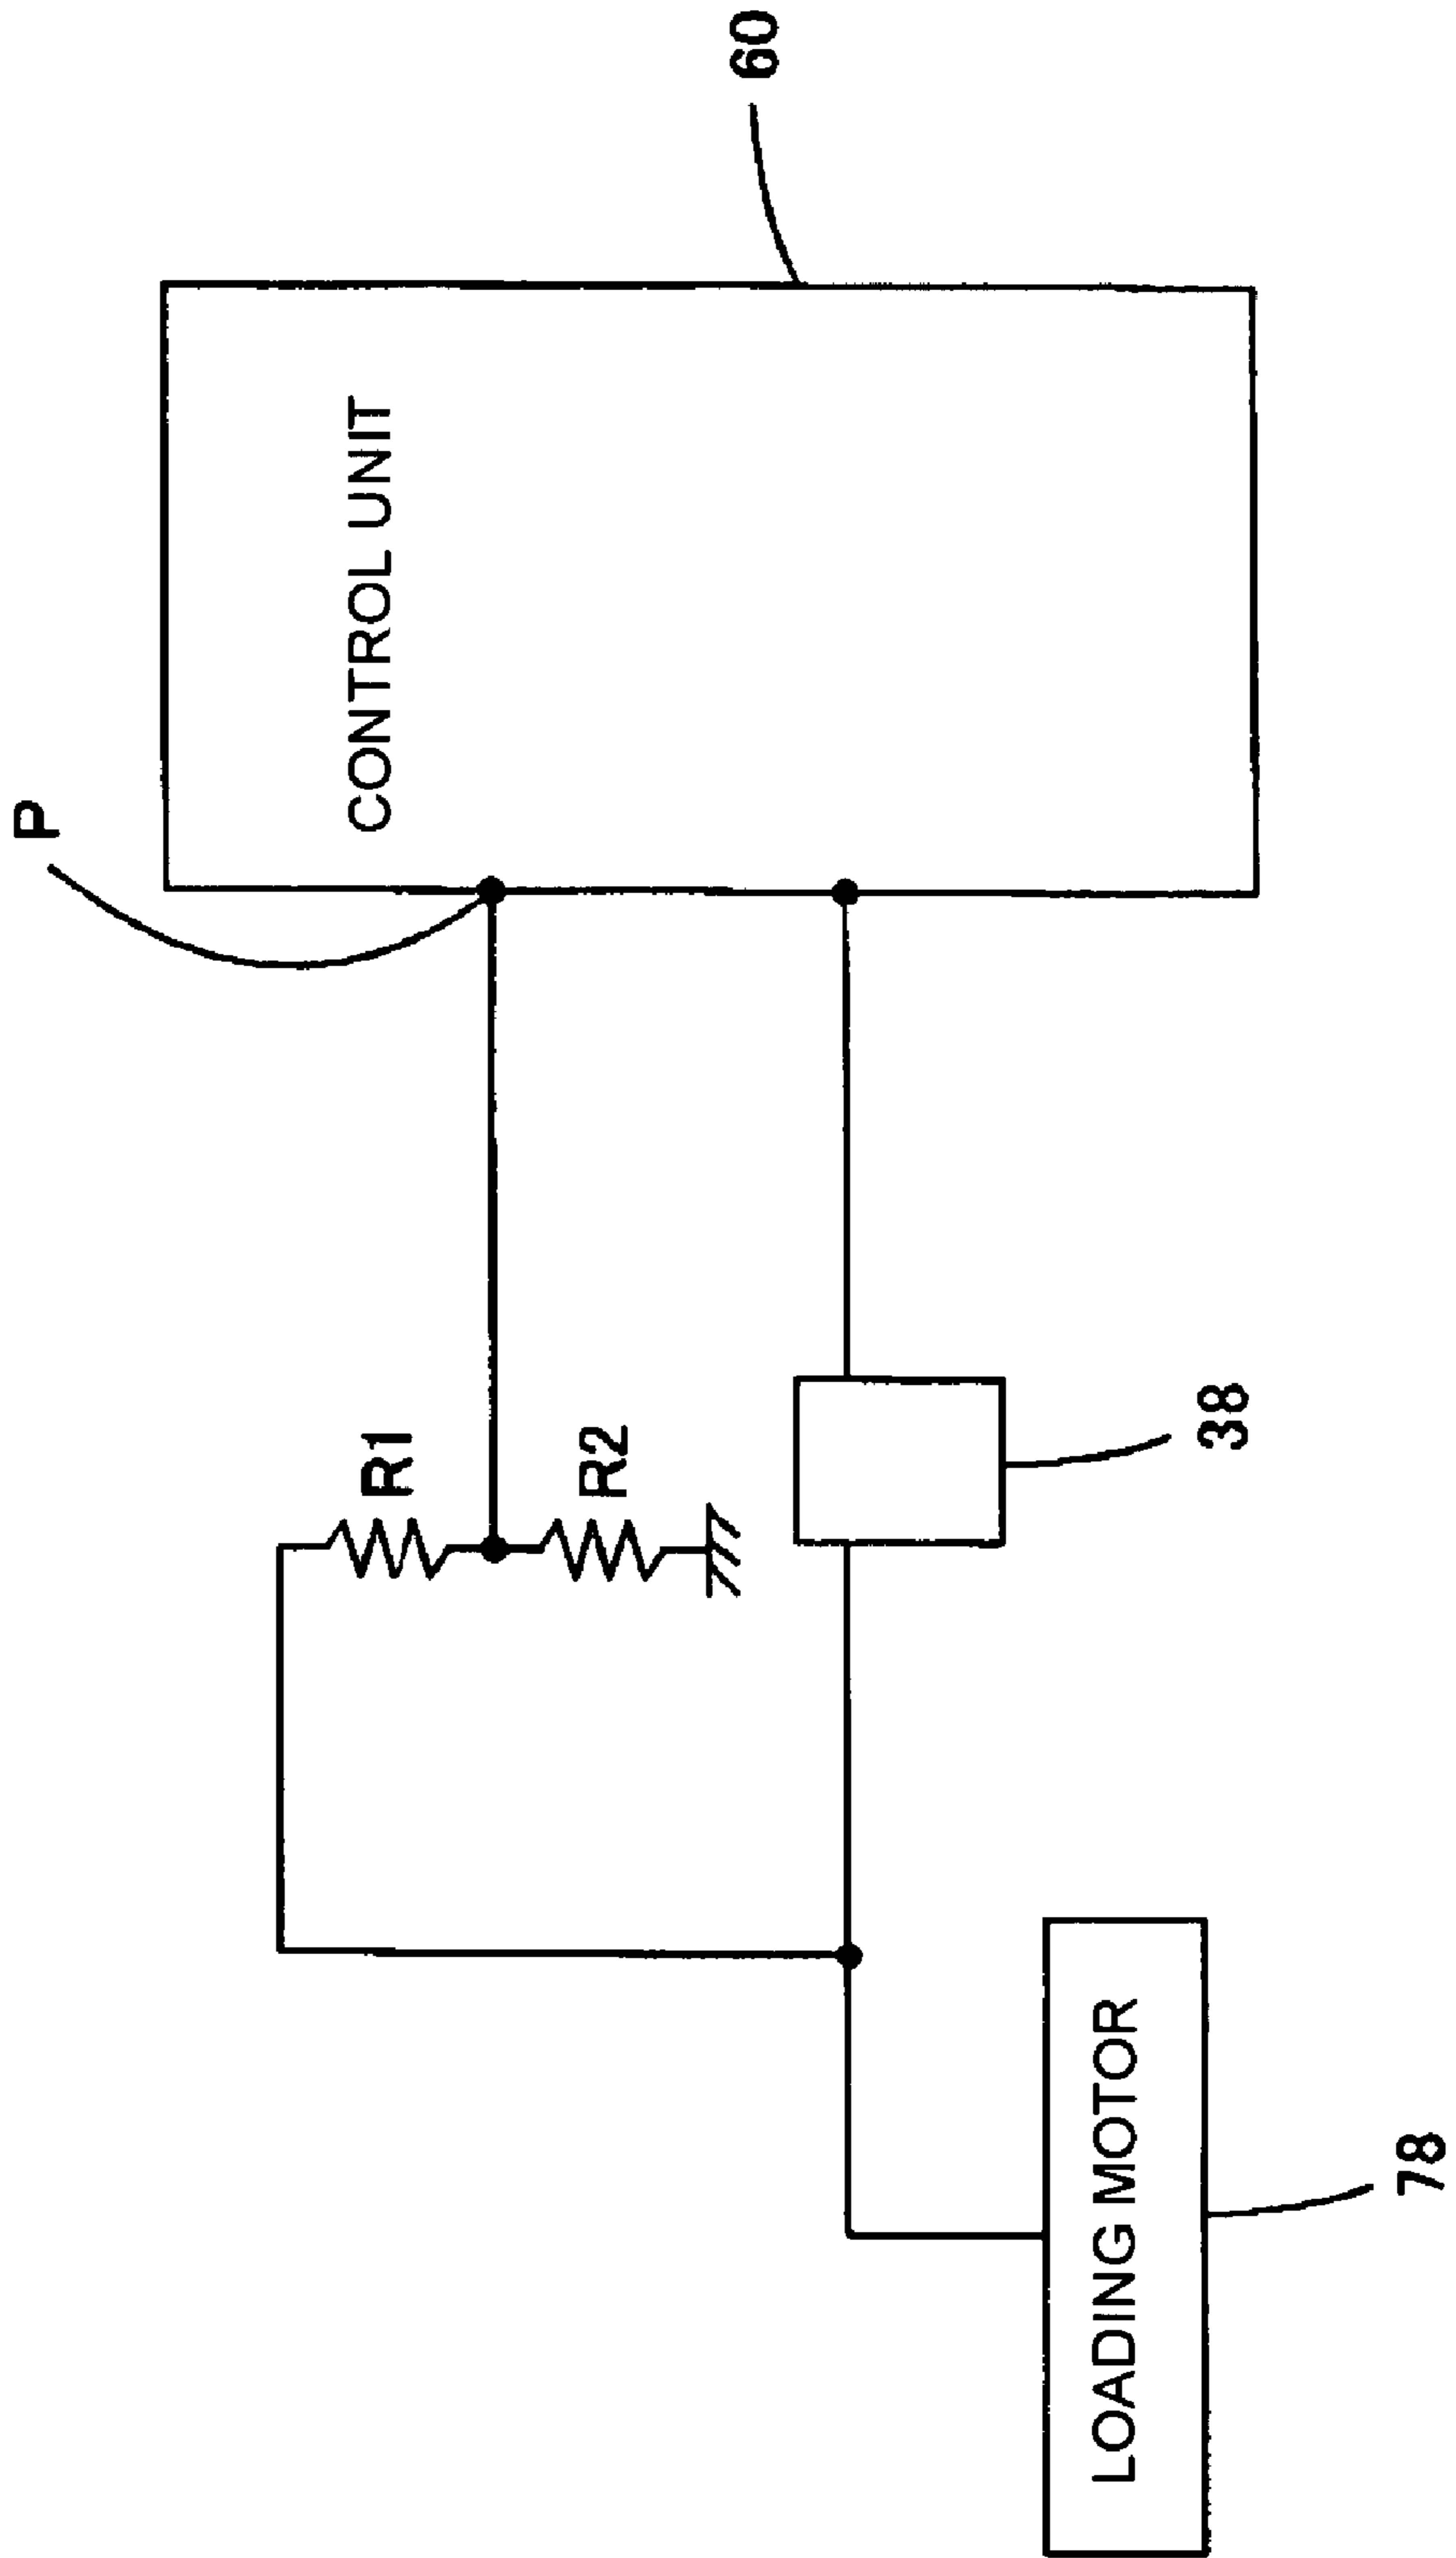 P
CONTROL UNIT
60
R1
R2
38
LOADING MOTOR
78